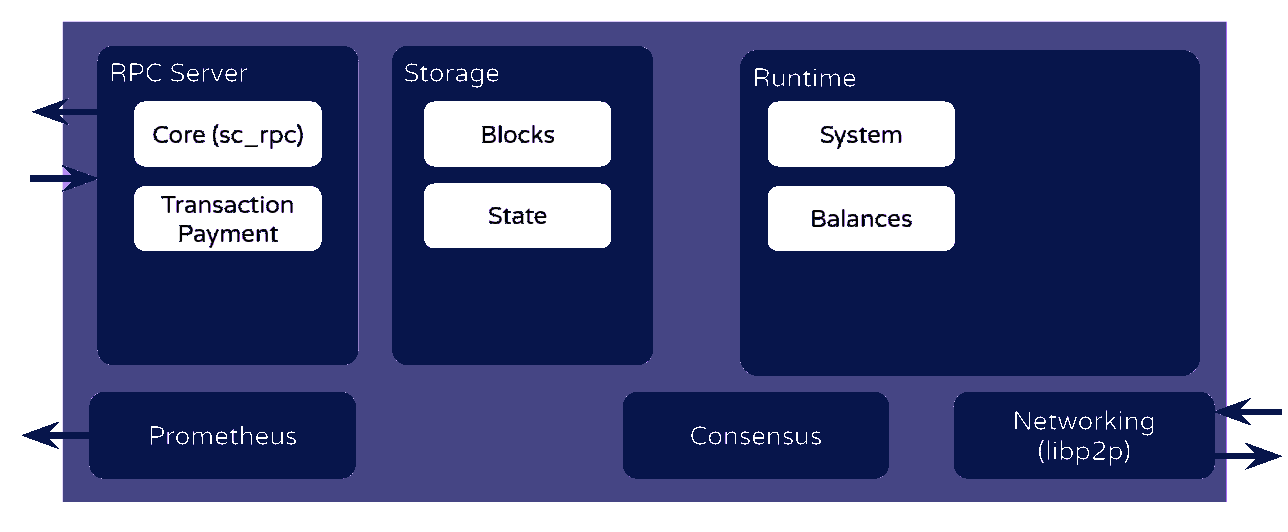 RPC Server
Core (sc_rpc)
Transaction
Payment
Storage
Blocks
State
Runtime
System
Balances
Prometheus
Consensus
Networking
(libp2p)